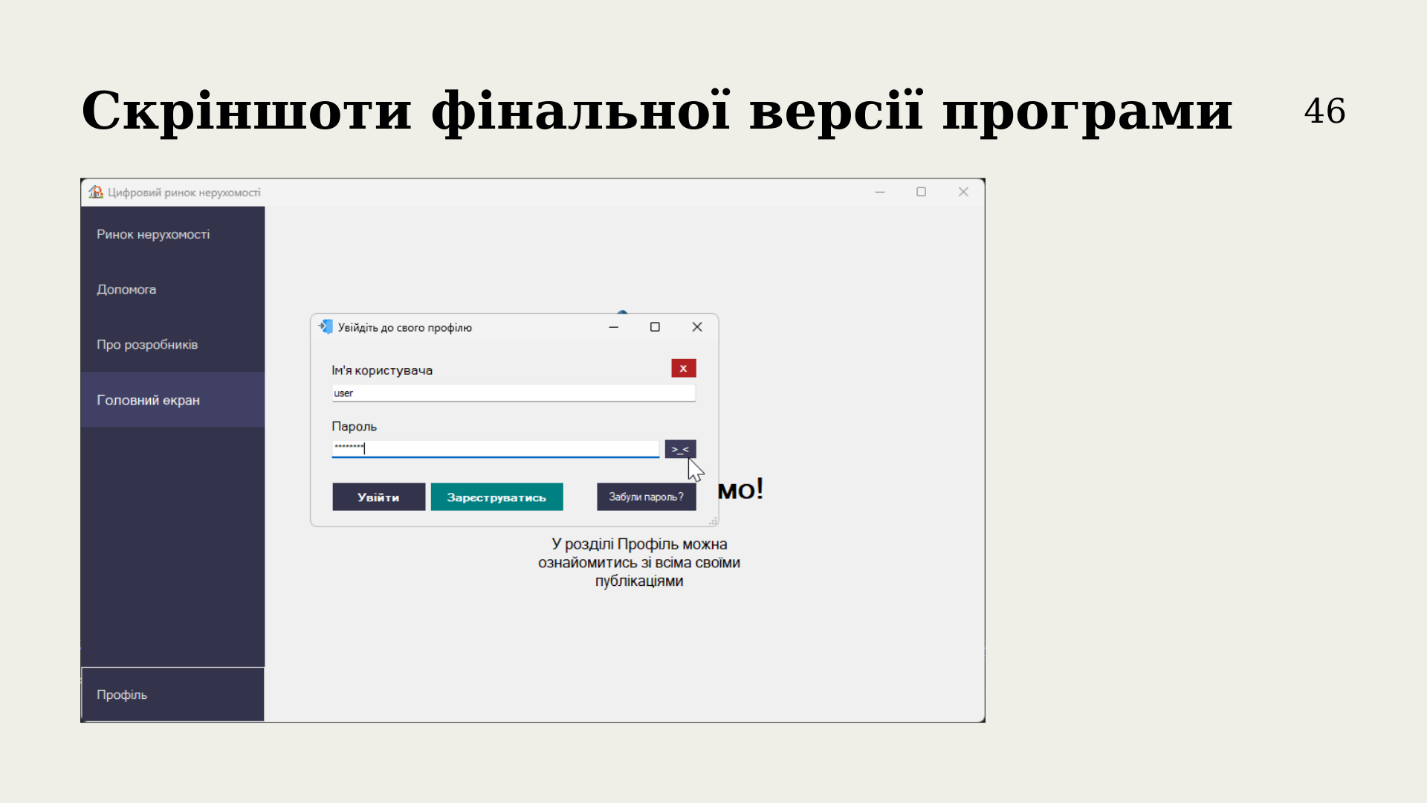 Скріншоти фінальної версії програми
46
Цифровий ринок нерухомості
Ринок нерухомості
Допомога
Про розробників
Головний екран
Профіль
Увійдіть до свого профілю
Ім'я користувача
X
user
Пароль
********
>_<
Увійти
Зареєструватись
Забули пароль?
мо!
У розділі Профіль можна
ознайомитись зі всіма своїми
публікаціями